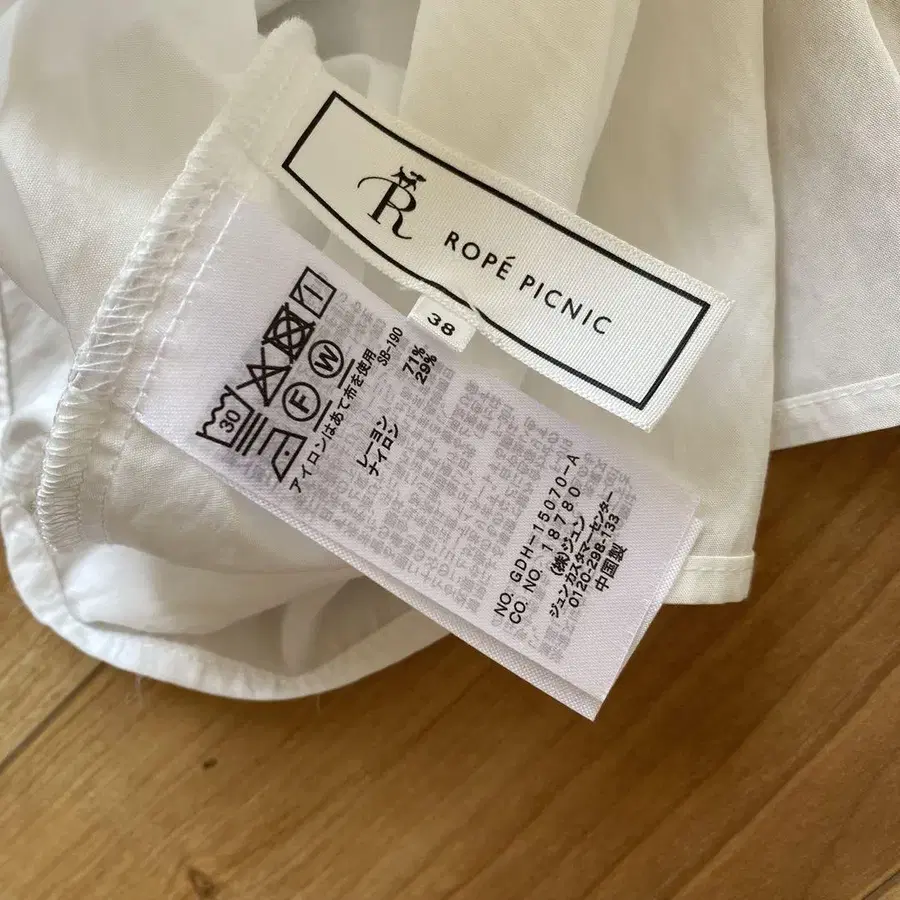 R
ROPÉ PICNIC
38
30
F
W
アイロンはあて布を使用
SB-190
レーヨン 71%
ナイロン 29%
NO. GDH-15070-A
CO. NO. 18780
(株)ジュン
ジュンカスタマーセンター
0120-298-133
中国製